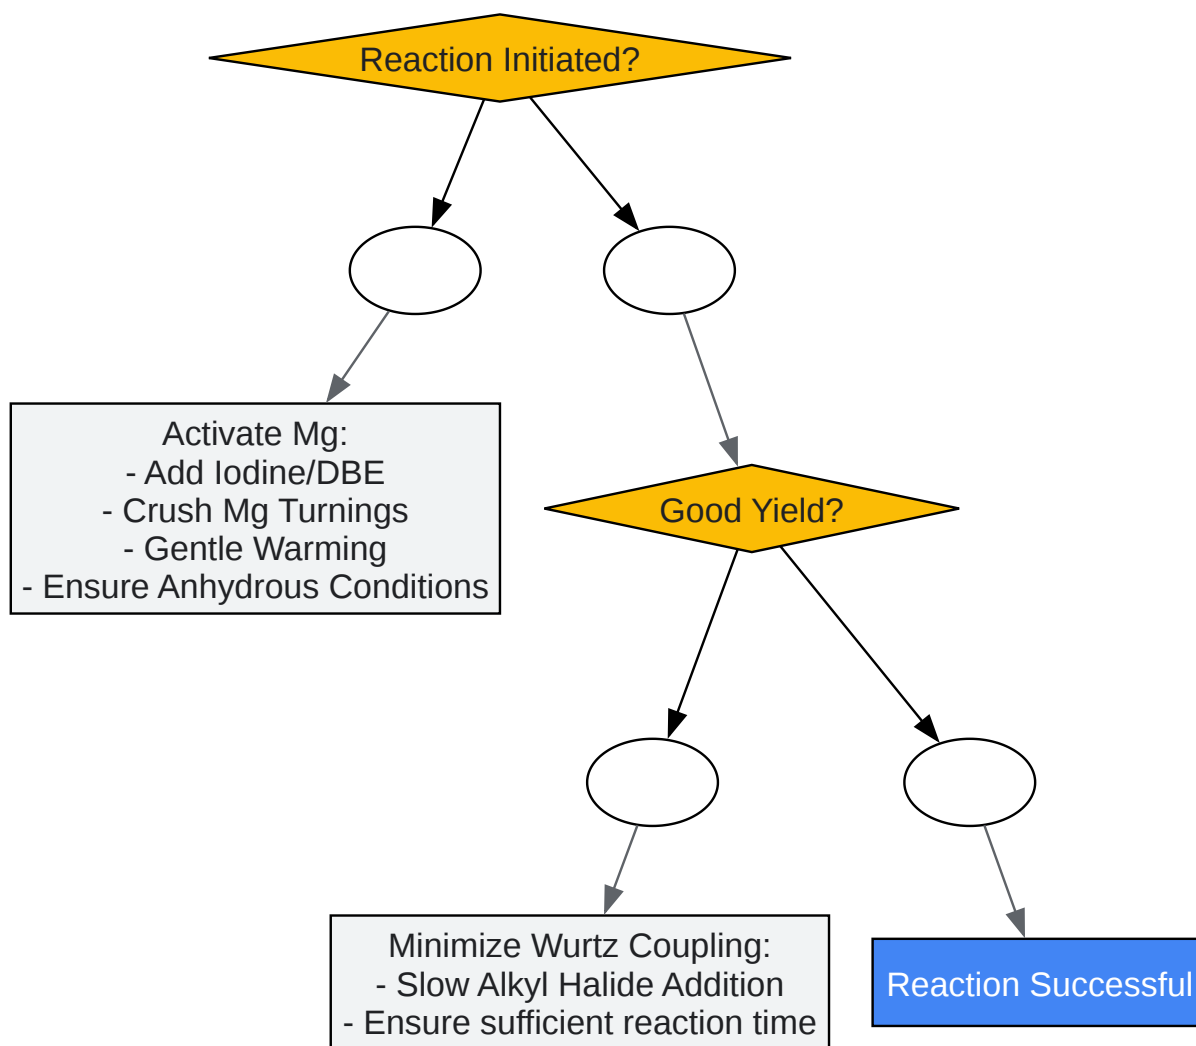 Reaction Initiated?
Activate Mg:
- Add Iodine/DBE
- Crush Mg Turnings
- Gentle Warming
- Ensure Anhydrous Conditions
Good Yield?
Minimize Wurtz Coupling:
- Slow Alkyl Halide Addition
- Ensure sufficient reaction time
Reaction Successful